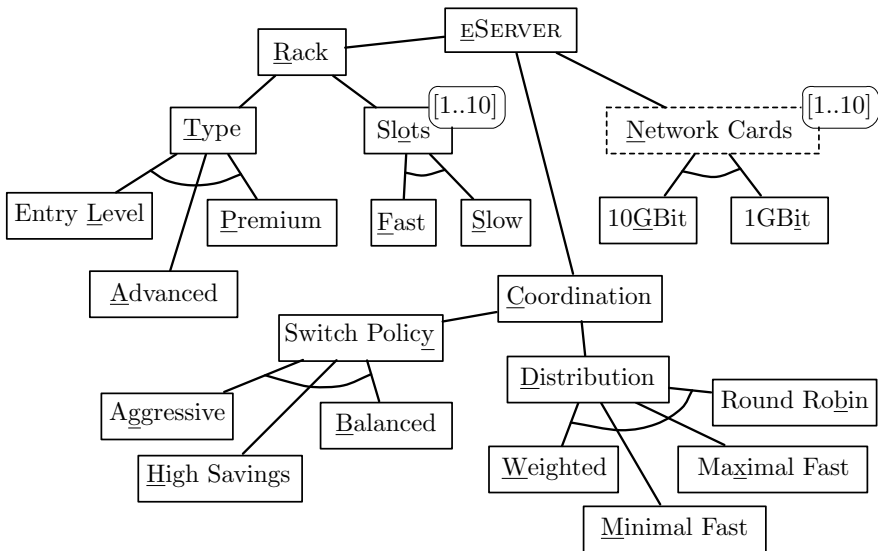 eServer
Rack
[1..10]
[1..10]
Type
Slots
Network Cards
Entry Level
Premium
Fast
Slow
10GBit
1GBit
Advanced
Coordination
Switch Policy
Distribution
Aggressive
Balanced
Round Robin
High Savings
Weighted
Maximal Fast
Minimal Fast